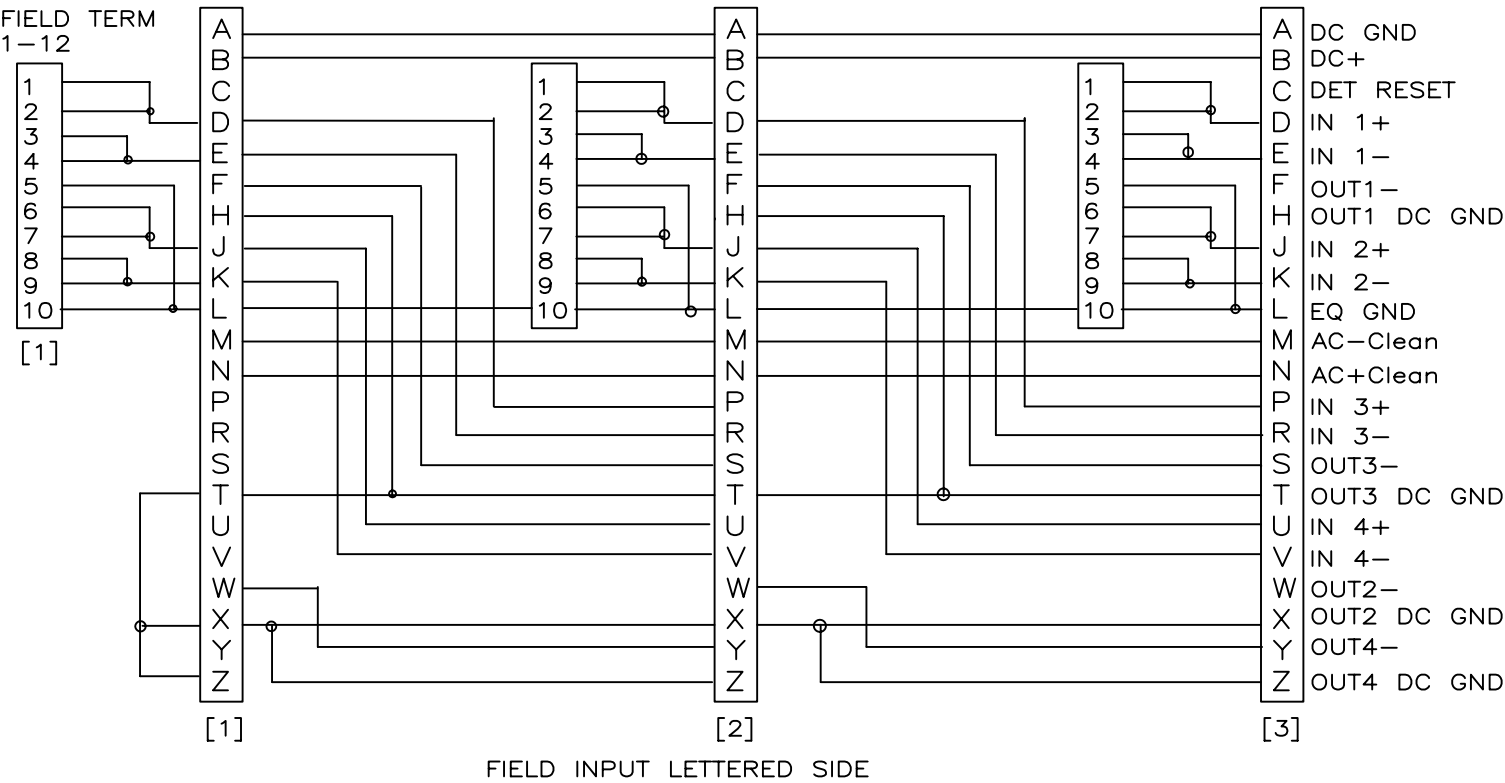 FIELD TERM
1-12
1
2
3
4
5
6
7
8
9
10
[1]
A
B
C
D
E
F
H
J
K
L
M
N
P
R
S
T
U
V
W
X
Y
Z
[1]
1
2
3
4
5
6
7
8
9
10
A
B
C
D
E
F
H
J
K
L
M
N
P
R
S
T
U
V
W
X
Y
Z
[2]
1
2
3
4
5
6
7
8
9
10
A DC GND
B DC+
C DET RESET
D IN 1+
E IN 1-
F OUT1-
H OUT1 DC GND
J IN 2+
K IN 2-
L EQ GND
M AC-Clean
N AC+Clean
P IN 3+
R IN 3-
S OUT3-
T OUT3 DC GND
U IN 4+
V IN 4-
W OUT2-
X OUT2 DC GND
Y OUT4-
Z OUT4 DC GND
[3]
FIELD INPUT LETTERED SIDE